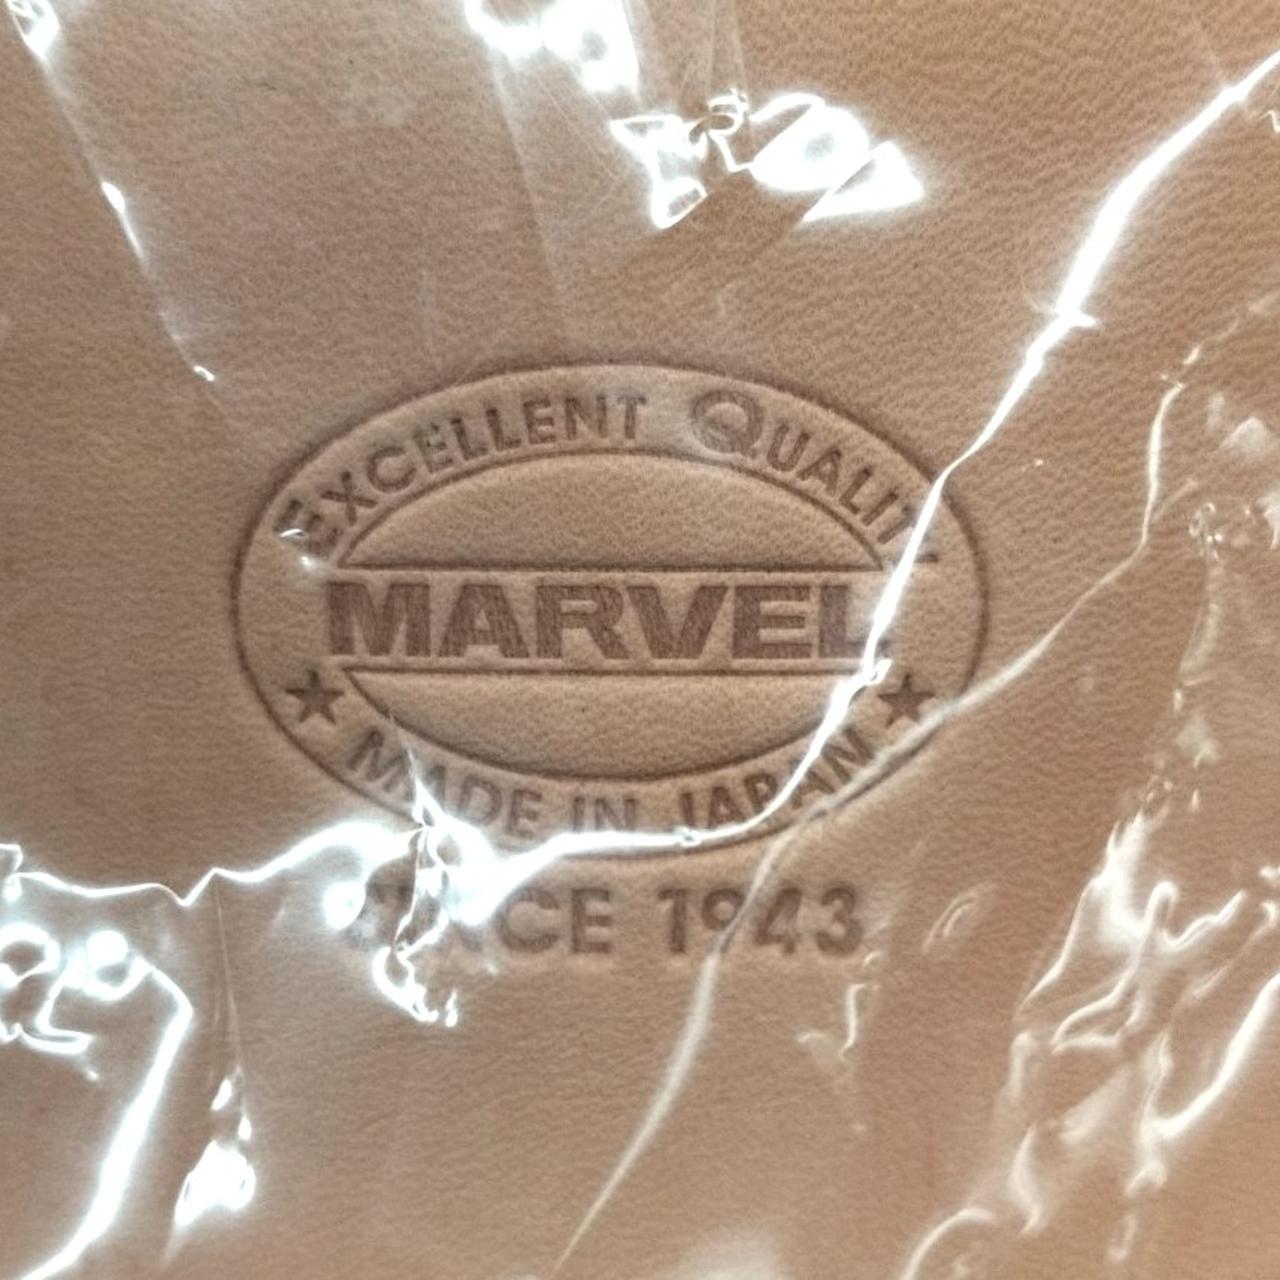 EXCELLENT QUALITY
MARVEL
MADE IN JAPAN
SINCE 1943